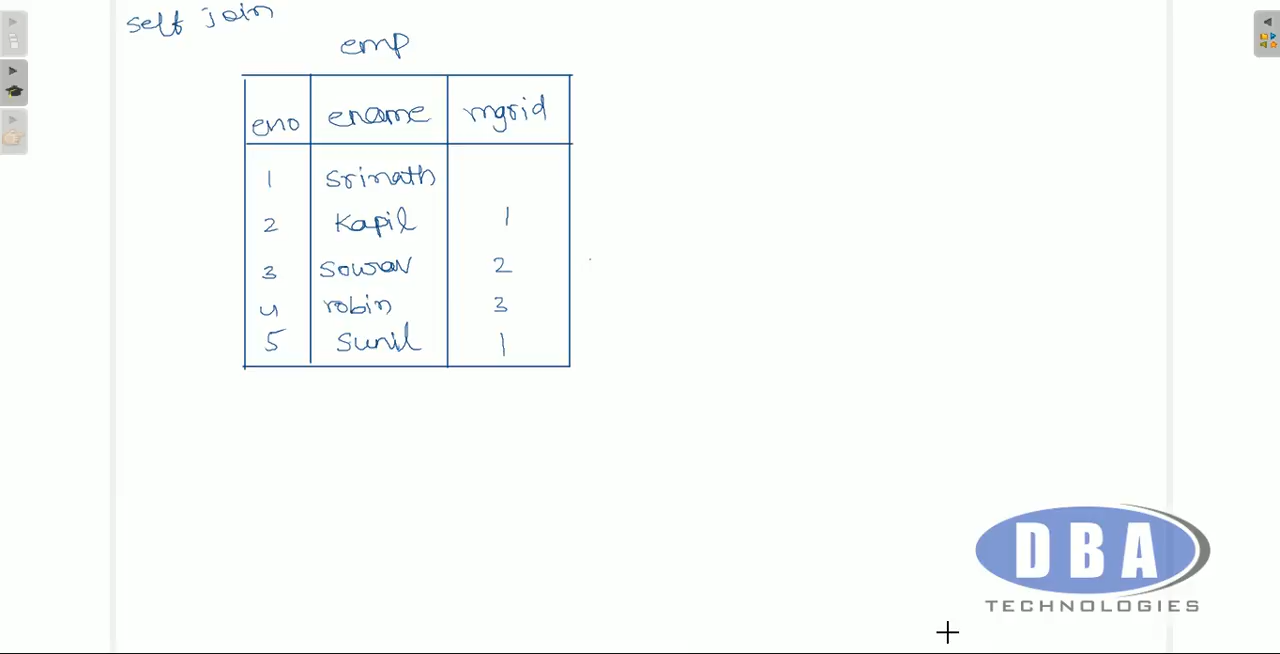 self join
emp
eno ename mgrid
1 srinath
2 kapil 1
3 sourav 2
4 robin 3
5 sunil 1
DBA
TECHNOLOGIES